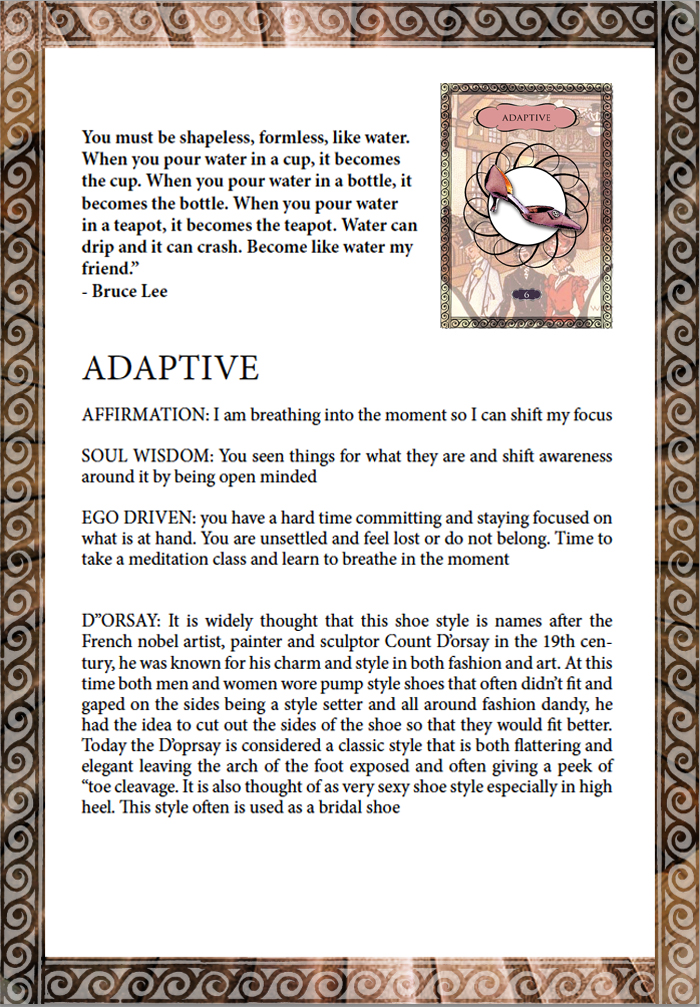 You must be shapeless, formless, like water.
When you pour water in a cup, it becomes
the cup. When you pour water in a bottle, it
becomes the bottle. When you pour water
in a teapot, it becomes the teapot. Water can
drip and it can crash. Become like water my
friend.”
- Bruce Lee
ADAPTIVE
6
ADAPTIVE
AFFIRMATION: I am breathing into the moment so I can shift my focus
SOUL WISDOM: You seen things for what they are and shift awareness
around it by being open minded
EGO DRIVEN: you have a hard time committing and staying focused on
what is at hand. You are unsettled and feel lost or do not belong. Time to
take a meditation class and learn to breathe in the moment
D”ORSAY: It is widely thought that this shoe style is names after the
French nobel artist, painter and sculptor Count D’orsay in the 19th cen-
tury, he was known for his charm and style in both fashion and art. At this
time both men and women wore pump style shoes that often didn’t fit and
gaped on the sides being a style setter and all around fashion dandy, he
had the idea to cut out the sides of the shoe so that they would fit better.
Today the D’oprsay is considered a classic style that is both flattering and
elegant leaving the arch of the foot exposed and often giving a peek of
“toe cleavage. It is also thought of as very sexy shoe style especially in high
heel. This style often is used as a bridal shoe